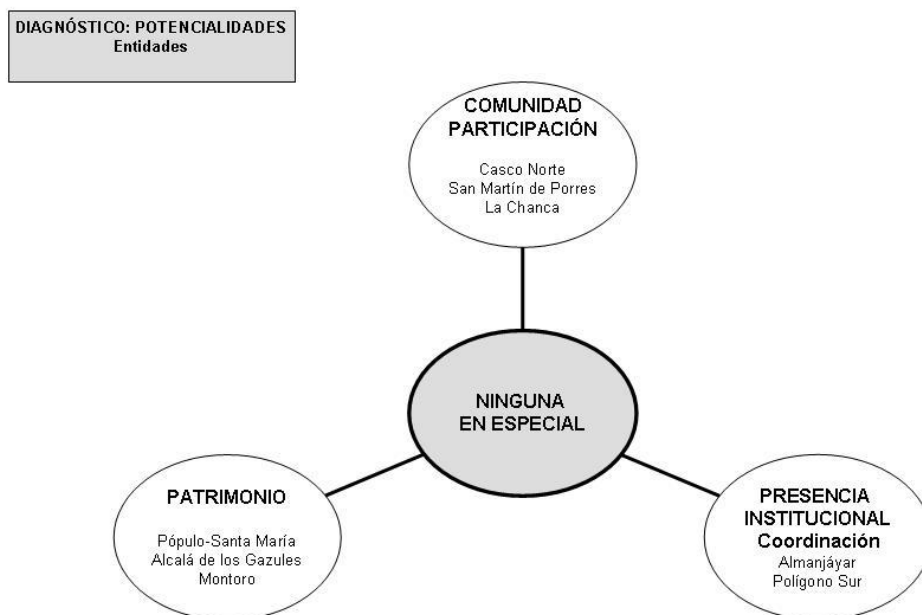 DIAGNÓSTICO: POTENCIALIDADES
Entidades
COMUNIDAD
PARTICIPACIÓN
Casco Norte
San Martín de Porres
La Chanca
NINGUNA
EN ESPECIAL
PATRIMONIO
Pópulo-Santa María
Alcalá de los Gazules
Montoro
PRESENCIA
INSTITUCIONAL
Coordinación
Almanjáyar
Polígono Sur